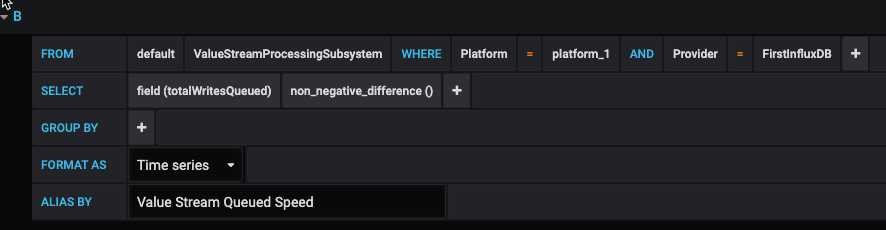 B
FROM default ValueStreamProcessingSubsystem WHERE Platform = platform_1 AND Provider = FirstInfluxDB +
SELECT field (totalWritesQueued) non_negative_difference () +
GROUP BY +
FORMAT AS Time series
ALIAS BY Value Stream Queued Speed